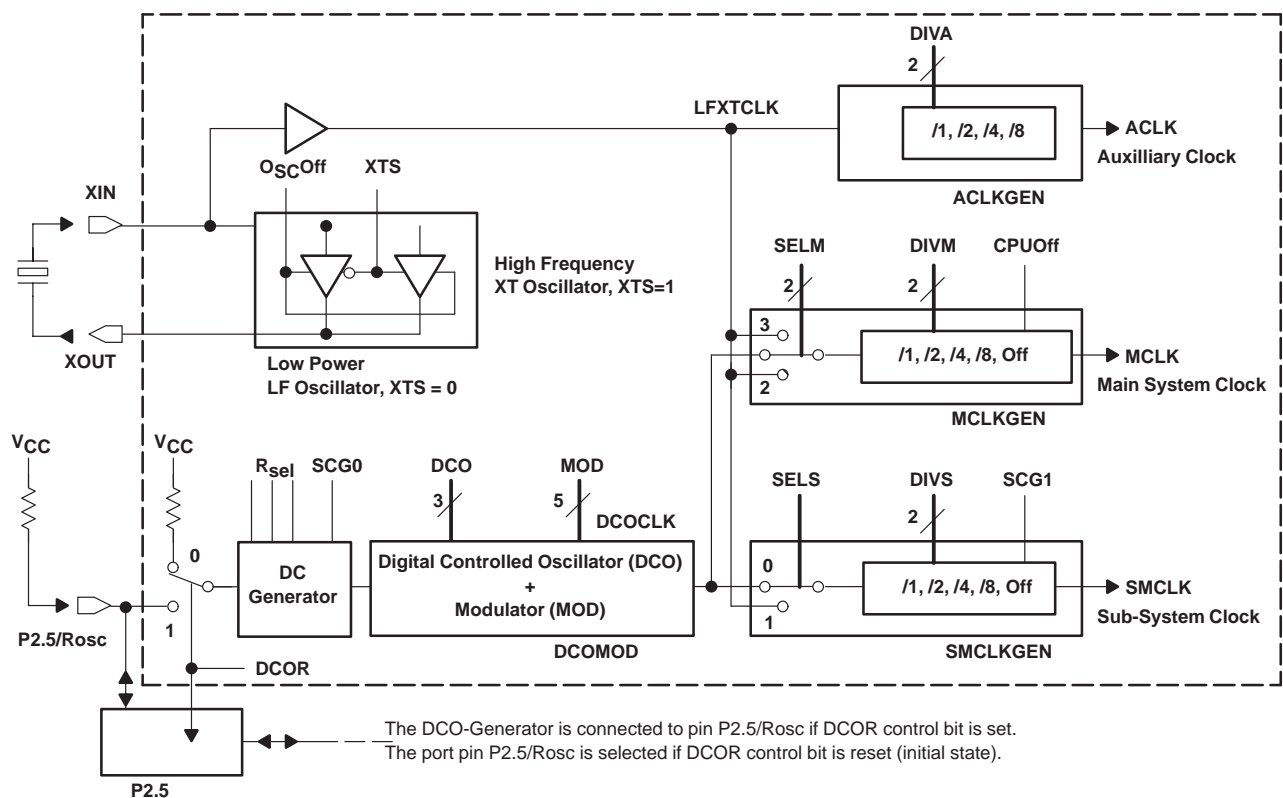 DIVA
2
LFXTCLK
/1, /2, /4, /8
ACLK
Auxilliary Clock
ACLKGEN
OSCOff
XTS
XIN
High Frequency
XT Oscillator, XTS=1
XOUT
Low Power
LF Oscillator, XTS = 0
SELM
DIVM
CPUOff
2
2
3
2
/1, /2, /4, /8, Off
MCLK
Main System Clock
MCLKGEN
VCC
VCC
Rsel
SCG0
DCO
MOD
3
5
DCOCLK
0
1
DC
Generator
Digital Controlled Oscillator (DCO)
+
Modulator (MOD)
DCOMOD
SELS
DIVS
SCG1
2
0
1
/1, /2, /4, /8, Off
SMCLK
Sub-System Clock
SMCLKGEN
P2.5/Rosc
DCOR
P2.5
The DCO-Generator is connected to pin P2.5/Rosc if DCOR control bit is set.
The port pin P2.5/Rosc is selected if DCOR control bit is reset (initial state).